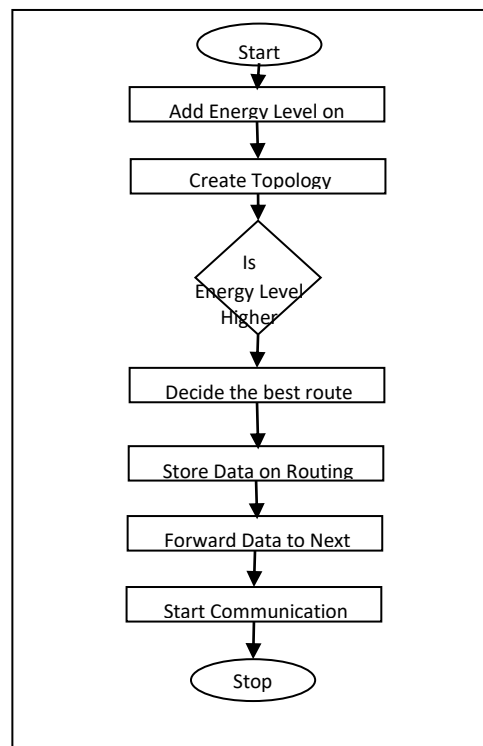 Start
Add Energy Level on
Create Topology
Is
Energy Level
Higher
Decide the best route
Store Data on Routing
Forward Data to Next
Start Communication
Stop